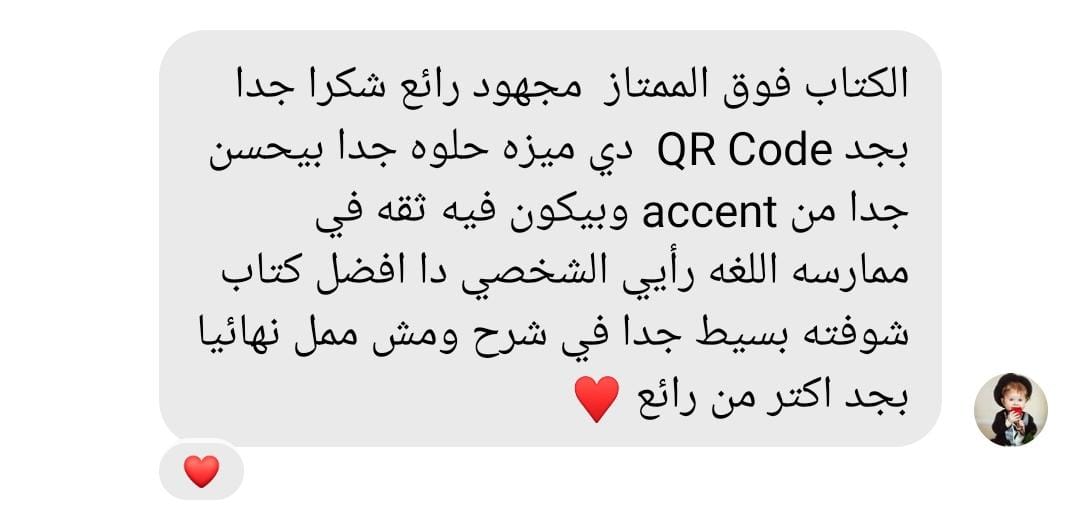 الكتاب فوق الممتاز مجهود رائع شكرا جدا
بجد QR Code دي ميزه حلوه جدا بيحسن
جدا من accent وبيكون فيه ثقه في
ممارسه اللغه رأيي الشخصي دا افضل كتاب
شوفته بسيط جدا في شرح ومش ممل نهائيا
بجد اكتر من رائع ♥️